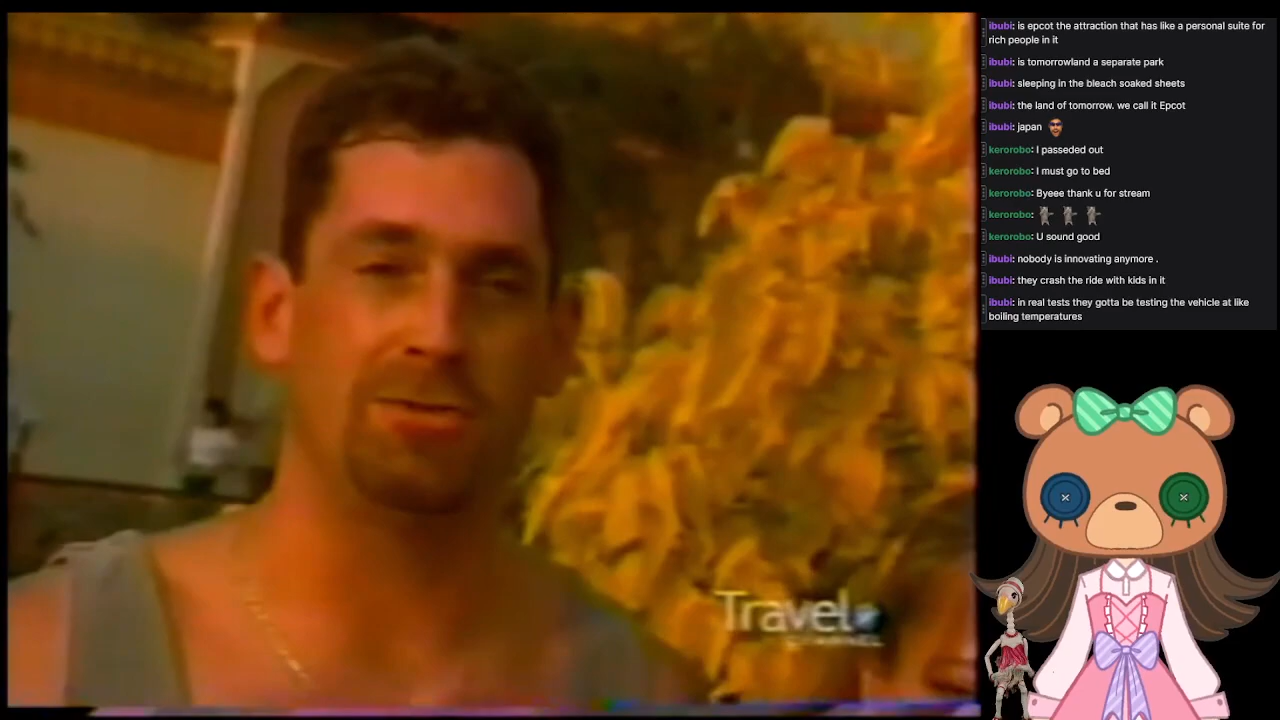 ibubi: is epcot the attraction that has like a personal suite for
rich people in it
ibubi: is tomorrowland a separate park
ibubi: sleeping in the bleach soaked sheets
ibubi: the land of tomorrow. we call it Epcot
ibubi: japan
kerorobo: I passeded out
kerorobo: I must go to bed
kerorobo: Byeee thank u for stream
kerorobo:
kerorobo: U sound good
ibubi: nobody is innovating anymore .
ibubi: they crash the ride with kids in it
ibubi: in real tests they gotta be testing the vehicle at like
boiling temperatures
Travel
CHANNEL